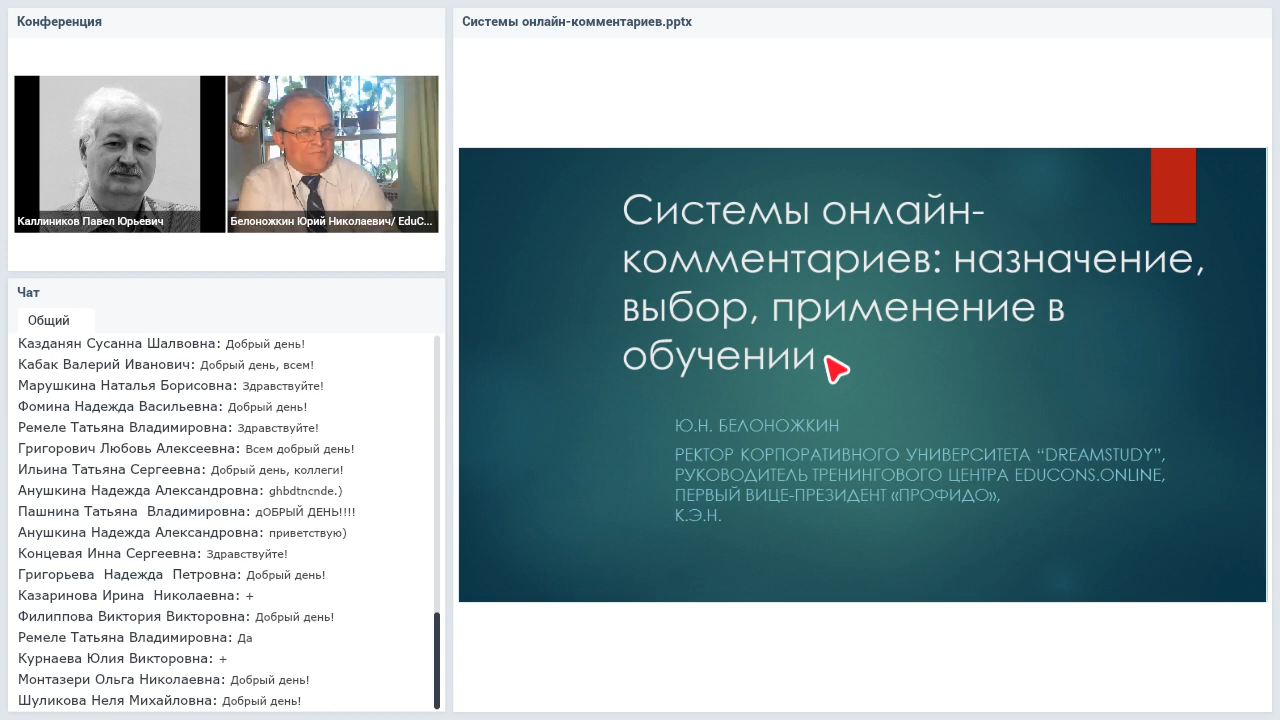 Конференция
Каллиников Павел Юрьевич
Белоножкин Юрий Николаевич/ EduC...
Чат
Общий
Казданян Сусанна Шалвовна: Добрый день!
Кабак Валерий Иванович: Добрый день, всем!
Марушкина Наталья Борисовна: Здравствуйте!
Фомина Надежда Васильевна: Добрый день!
Ремеле Татьяна Владимировна: Здравствуйте!
Григорович Любовь Алексеевна: Всем добрый день!
Ильина Татьяна Сергеевна: Добрый день, коллеги!
Анушкина Надежда Александровна: ghbdtncnde.)
Пашнина Татьяна  Владимировна: дОБРЫЙ ДЕНЬ!!!!
Анушкина Надежда Александровна: приветствую)
Концевая Инна Сергеевна: Здравствуйте!
Григорьева  Надежда  Петровна: Добрый день!
Казаринова Ирина  Николаевна: +
Филиппова Виктория Викторовна: Добрый день!
Ремеле Татьяна Владимировна: Да
Курнаева Юлия Викторовна: +
Монтазери Ольга Николаевна: Добрый день!
Шуликова Неля Михайловна: Добрый день!
Системы онлайн-комментариев.pptx
Системы онлайн-
комментариев: назначение,
выбор, применение в
обучении
Ю.Н. БЕЛОНОЖКИН
РЕКТОР КОРПОРАТИВНОГО УНИВЕРСИТЕТА “DREAMSTUDY”,
РУКОВОДИТЕЛЬ ТРЕНИНГОВОГО ЦЕНТРА EDUCONS.ONLINE,
ПЕРВЫЙ ВИЦЕ-ПРЕЗИДЕНТ «ПРОФИДО»,
К.Э.Н.